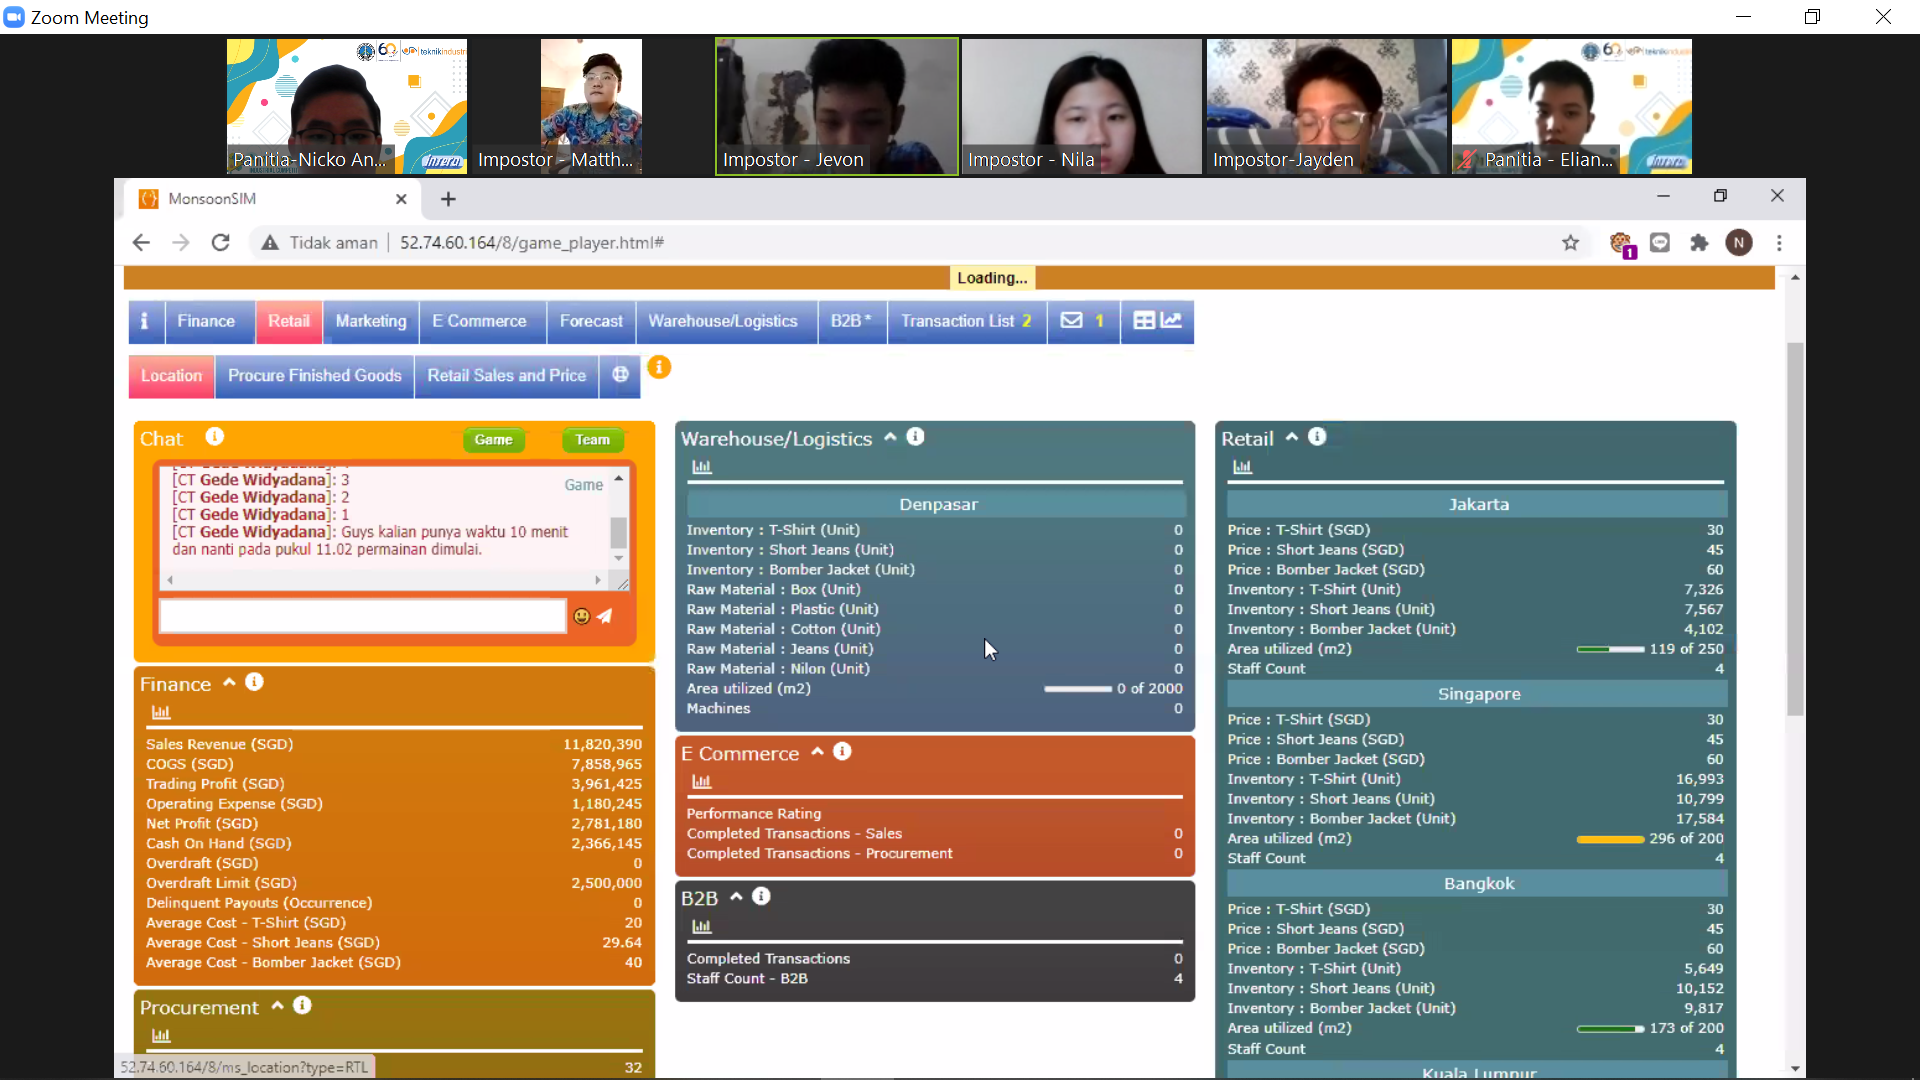 Zoom Meeting
Panitia-Nicko An...
Impostor - Matth...
Impostor - Jevon
Impostor - Nila
Impostor-Jayden
Panitia - Elian...
MonsoonSIM
Tidak aman
52.74.60.164/8/game_player.html#
N
1
Loading...
Finance
Retail
Marketing
E Commerce
Forecast
Warehouse/Logistics
B2B *
Transaction List 2
1
Location
Procure Finished Goods
Retail Sales and Price
Chat
Game
Team
[CT Gede Widyadana]: 3
Game
[CT Gede Widyadana]: 2
[CT Gede Widyadana]: 1
[CT Gede Widyadana]: Guys kalian punya waktu 10 menit
dan nanti pada pukul 11.02 permainan dimulai.
Finance
Sales Revenue (SGD) 11,820,390
COGS (SGD) 7,858,965
Trading Profit (SGD) 3,961,425
Operating Expense (SGD) 1,180,245
Net Profit (SGD) 2,781,180
Cash On Hand (SGD) 2,366,145
Overdraft (SGD) 0
Overdraft Limit (SGD) 2,500,000
Delinquent Payouts (Occurrence) 0
Average Cost - T-Shirt (SGD) 20
Average Cost - Short Jeans (SGD) 29.64
Average Cost - Bomber Jacket (SGD) 40
Procurement
32
52.74.60.164/8/ms_location?type=RTL
Warehouse/Logistics
Denpasar
Inventory : T-Shirt (Unit) 0
Inventory : Short Jeans (Unit) 0
Inventory : Bomber Jacket (Unit) 0
Raw Material : Box (Unit) 0
Raw Material : Plastic (Unit) 0
Raw Material : Cotton (Unit) 0
Raw Material : Jeans (Unit) 0
Raw Material : Nilon (Unit) 0
Area utilized (m2) 0 of 2000
Machines 0
E Commerce
Performance Rating
Completed Transactions - Sales 0
Completed Transactions - Procurement 0
B2B
Completed Transactions 0
Staff Count - B2B 4
Retail
Jakarta
Price : T-Shirt (SGD) 30
Price : Short Jeans (SGD) 45
Price : Bomber Jacket (SGD) 60
Inventory : T-Shirt (Unit) 7,326
Inventory : Short Jeans (Unit) 7,567
Inventory : Bomber Jacket (Unit) 4,102
Area utilized (m2) 119 of 250
Staff Count 4
Singapore
Price : T-Shirt (SGD) 30
Price : Short Jeans (SGD) 45
Price : Bomber Jacket (SGD) 60
Inventory : T-Shirt (Unit) 16,993
Inventory : Short Jeans (Unit) 10,799
Inventory : Bomber Jacket (Unit) 17,584
Area utilized (m2) 296 of 200
Staff Count 4
Bangkok
Price : T-Shirt (SGD) 30
Price : Short Jeans (SGD) 45
Price : Bomber Jacket (SGD) 60
Inventory : T-Shirt (Unit) 5,649
Inventory : Short Jeans (Unit) 10,152
Inventory : Bomber Jacket (Unit) 9,817
Area utilized (m2) 173 of 200
Staff Count 4
Kuala Lumpur